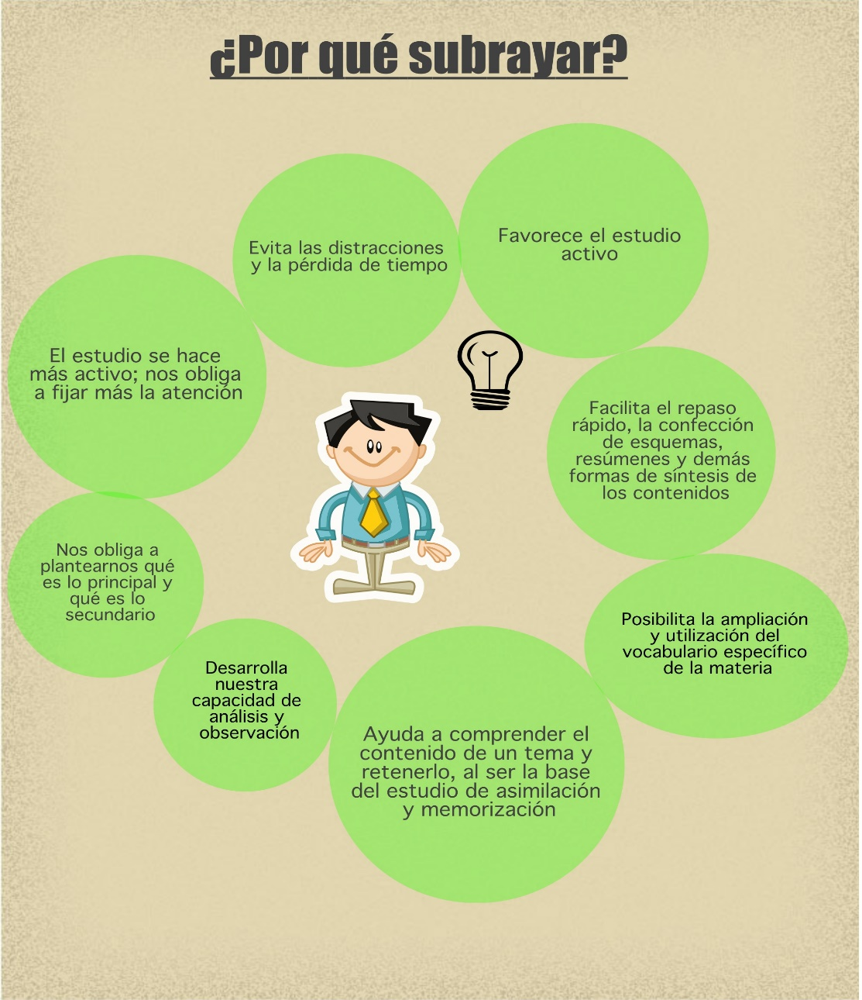 ¿Por qué subrayar?
Favorece el estudio
activo
Evita las distracciones
y la pérdida de tiempo
El estudio se hace
más activo; nos obliga
a fijar más la atención
Facilita el repaso
rápido, la confección
de esquemas,
resúmenes y demás
formas de síntesis de
los contenidos
Nos obliga a
plantearnos qué
es lo principal y
qué es lo
secundario
Posibilita la ampliación
y utilización del
vocabulario específico
de la materia
Desarrolla
nuestra
capacidad de
análisis y
observación
Ayuda a comprender el
contenido de un tema y
retenerlo, al ser la base
del estudio de asimilación
y memorización